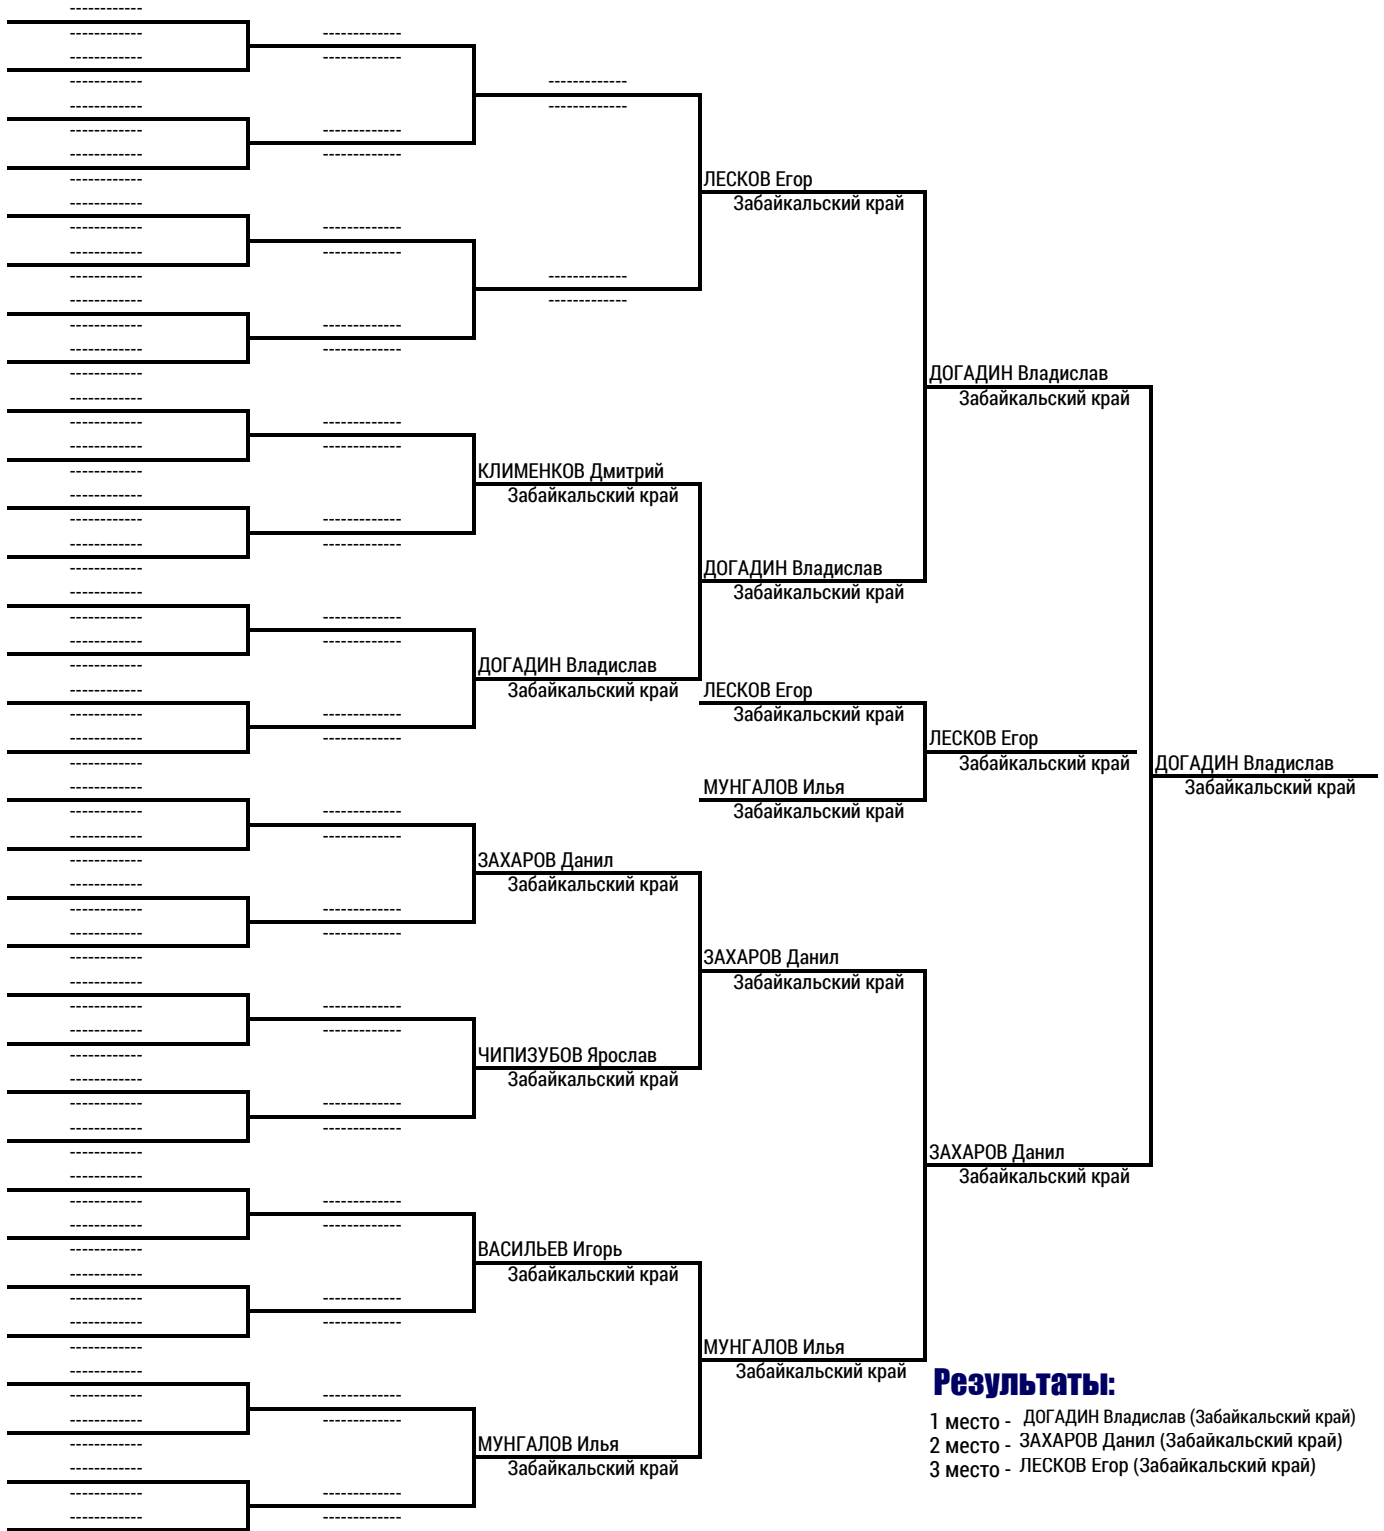 ------------
------------
-------------
------------
-------------
------------
-------------
------------
-------------
------------
-------------
------------
-------------
------------
ЛЕСКОВ Егор
------------
Забайкальский край
------------
-------------
------------
-------------
------------
-------------
------------
-------------
------------
-------------
------------
-------------
------------
ДОГАДИН Владислав
------------
Забайкальский край
------------
-------------
------------
-------------
------------
КЛИМЕНКОВ Дмитрий
------------
Забайкальский край
------------
-------------
------------
-------------
------------
ДОГАДИН Владислав
------------
Забайкальский край
------------
-------------
------------
-------------
------------
ДОГАДИН Владислав
------------
Забайкальский край
ЛЕСКОВ Егор
------------
Забайкальский край
------------
-------------
------------
-------------
ЛЕСКОВ Егор
------------
Забайкальский край
ДОГАДИН Владислав
------------
Забайкальский край
МУНГАЛОВ Илья
------------
Забайкальский край
------------
-------------
------------
-------------
------------
ЗАХАРОВ Данил
------------
Забайкальский край
------------
-------------
------------
-------------
------------
ЗАХАРОВ Данил
------------
Забайкальский край
------------
-------------
------------
-------------
------------
ЧИПИЗУБОВ Ярослав
------------
Забайкальский край
------------
-------------
------------
-------------
------------
ЗАХАРОВ Данил
------------
Забайкальский край
------------
-------------
------------
-------------
------------
ВАСИЛЬЕВ Игорь
------------
Забайкальский край
------------
-------------
------------
-------------
------------
МУНГАЛОВ Илья
------------
Забайкальский край
------------
-------------
------------
-------------
------------
МУНГАЛОВ Илья
------------
Забайкальский край
------------
-------------
------------
-------------
Результаты:
1 место - ДОГАДИН Владислав (Забайкальский край)
2 место - ЗАХАРОВ Данил (Забайкальский край)
3 место - ЛЕСКОВ Егор (Забайкальский край)